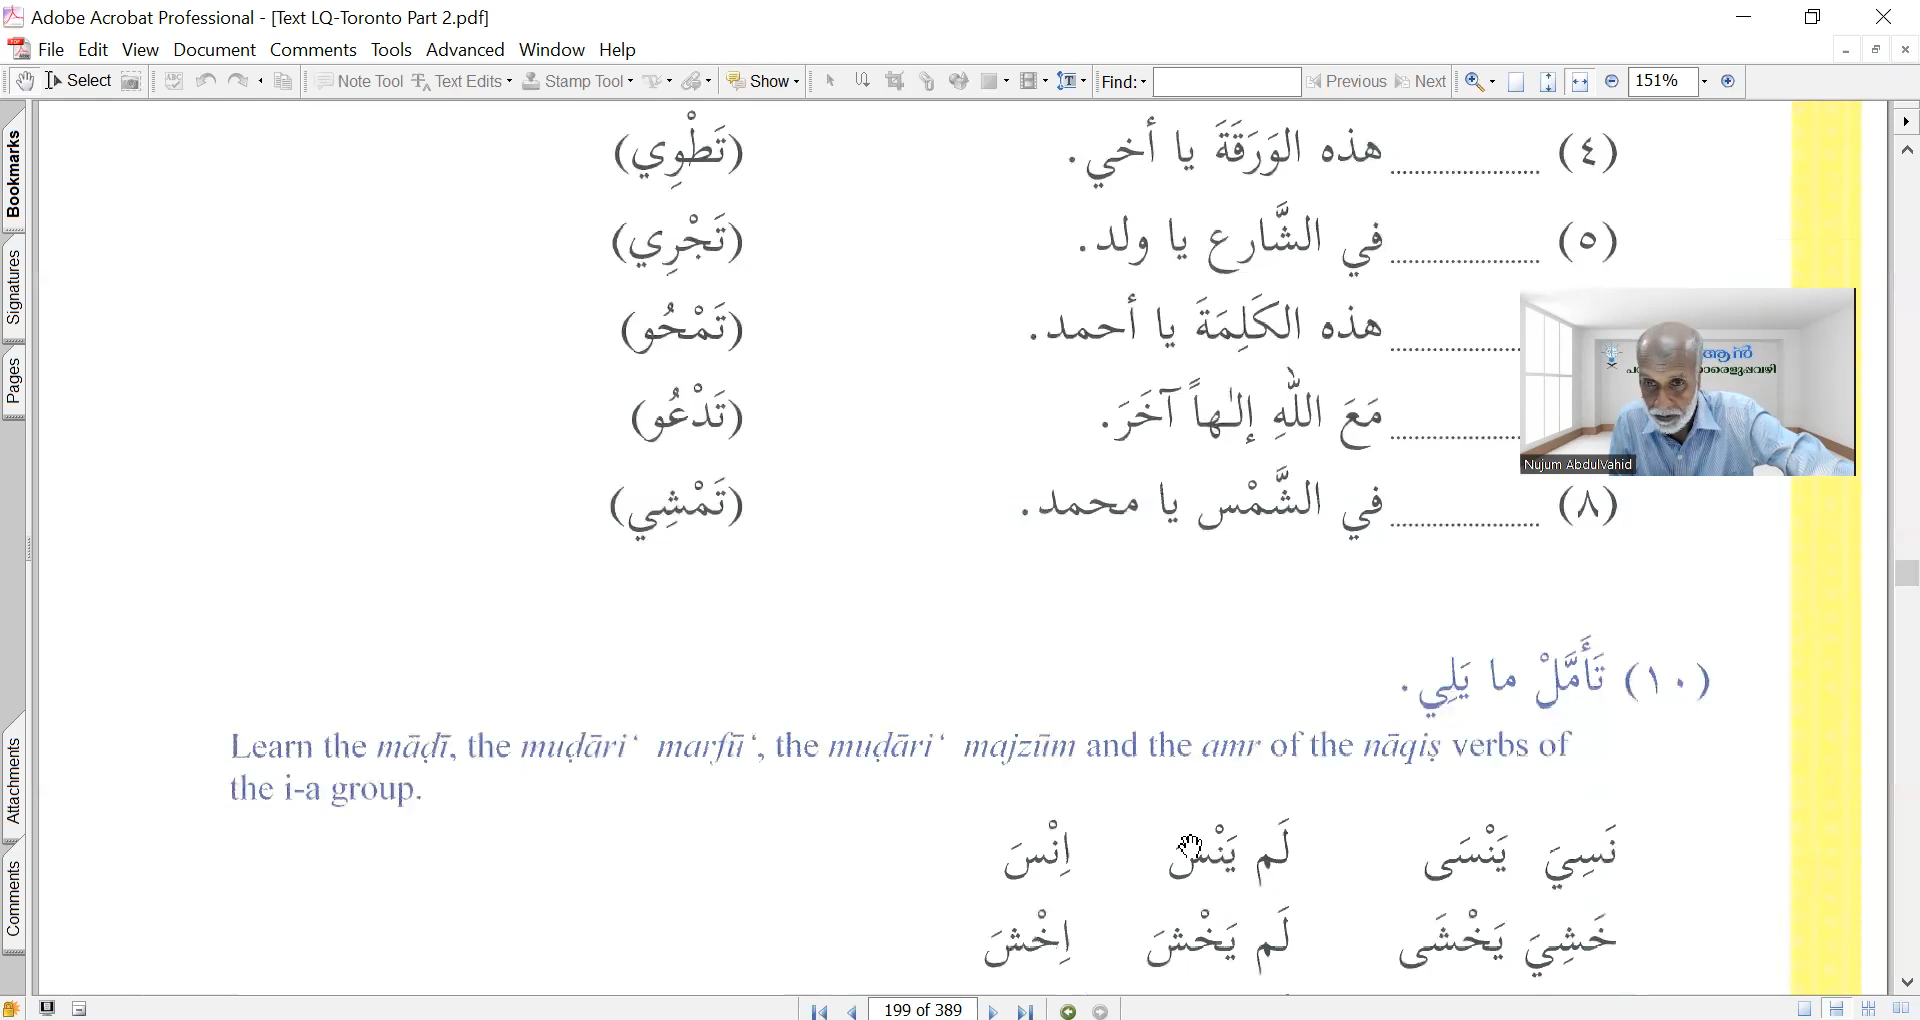 Adobe Acrobat Professional - [Text LQ-Toronto Part 2.pdf]
File Edit View Document Comments Tools Advanced Window Help
Select Note Tool Text Edits Stamp Tool Show Find: Previous Next 151%
Bookmarks
Signatures
Pages
Attachments
Comments
(٤) .......................... هذه الوَرَقَةَ يا أخي. (تَطْوِي)
(٥) .......................... في الشَّارع يا ولد. (تَجْرِي)
.......................... هذه الكَلِمَةَ يا أحمد. (تَمْحُو)
.......................... مَعَ اللّٰهِ إلـٰهاً آخَرَ. (تَدْعُو)
(٨) .......................... في الشَّمْس يا محمد. (تَمْشِي)
Nujum AbdulVahid
(١٠) تَأَمَّلْ ما يَلِي.
Learn the māḍī, the muḍāri‘ marfū‘, the muḍāri‘ majzūm and the amr of the nāqiṣ verbs of
the i-a group.
نَسِيَ يَنْسَى لَم يَنْسَ اِنْسَ
خَشِيَ يَخْشَى لَم يَخْشَ اِخْشَ
199 of 389